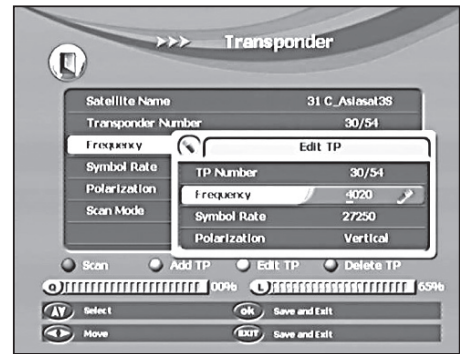 >>> Transponder
Satellite Name 31 C_Asiasat3S
Transponder Number 30/54
Frequency
Symbol Rate
Polarization
Scan Mode
Edit TP
TP Number 30/54
Frequency 4020
Symbol Rate 27250
Polarization Vertical
Scan Add TP Edit TP Delete TP
Q 00% L 65%
Select ok Save and Exit
Move EXIT Save and Exit